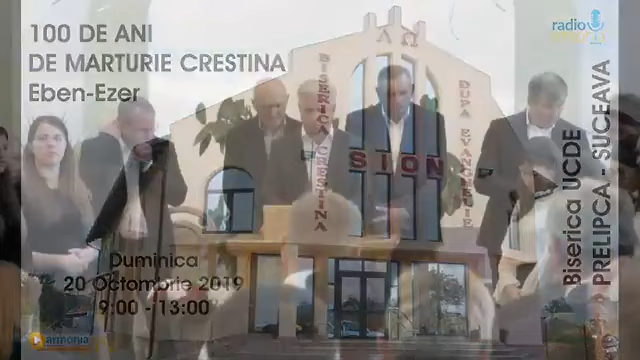 100 DE ANI
DE MARTURIE CRESTINA
Eben-Ezer
radio
Α Ω
BISERICA CRESTINA
DUPA EVANGHELIE
SION
Biserica UCDE
PRELIPCA - SUCEAVA
Duminica
20 Octombrie 2019
9:00 - 13:00
armonia